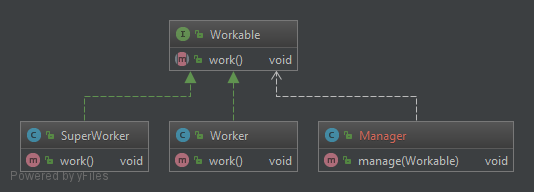 I Workable
m work() void
C SuperWorker
m work() void
C Worker
m work() void
C Manager
m manage(Workable) void
Powered by yFiles